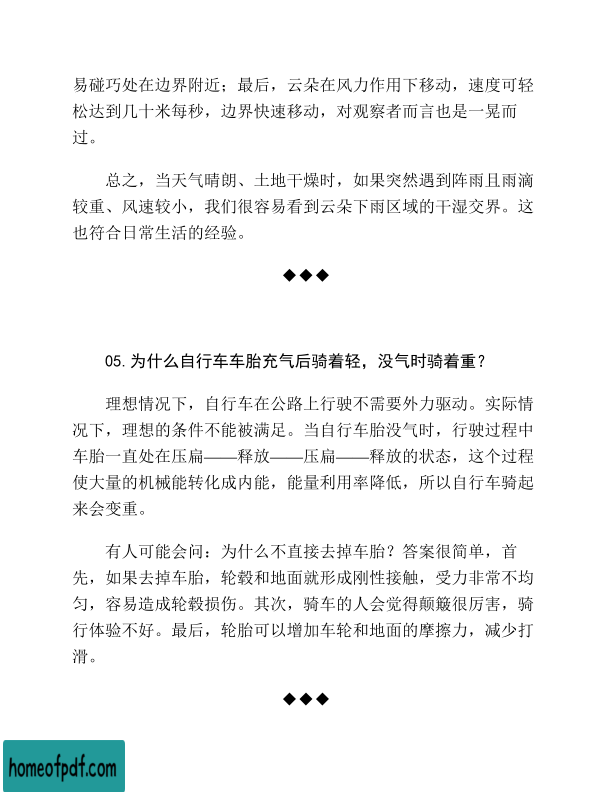 易碰巧处在边界附近；最后，云朵在风力作用下移动，速度可轻
松达到几十米每秒，边界快速移动，对观察者而言也是一晃而
过。
总之，当天气晴朗、土地干燥时，如果突然遇到阵雨且雨滴
较重、风速较小，我们很容易看到云朵下雨区域的干湿交界。这
也符合日常生活的经验。
◆◆◆
05.为什么自行车车胎充气后骑着轻，没气时骑着重？
理想情况下，自行车在公路上行驶不需要外力驱动。实际情
况下，理想的条件不能被满足。当自行车胎没气时，行驶过程中
车胎一直处在压扁——释放——压扁——释放的状态，这个过程
使大量的机械能转化成内能，能量利用率降低，所以自行车骑起
来会变重。
有人可能会问：为什么不直接去掉车胎？答案很简单，首
先，如果去掉车胎，轮毂和地面就形成刚性接触，受力非常不均
匀，容易造成轮毂损伤。其次，骑车的人会觉得颠簸很厉害，骑
行体验不好。最后，轮胎可以增加车轮和地面的摩擦力，减少打
滑。
◆◆◆
homeofpdf.com